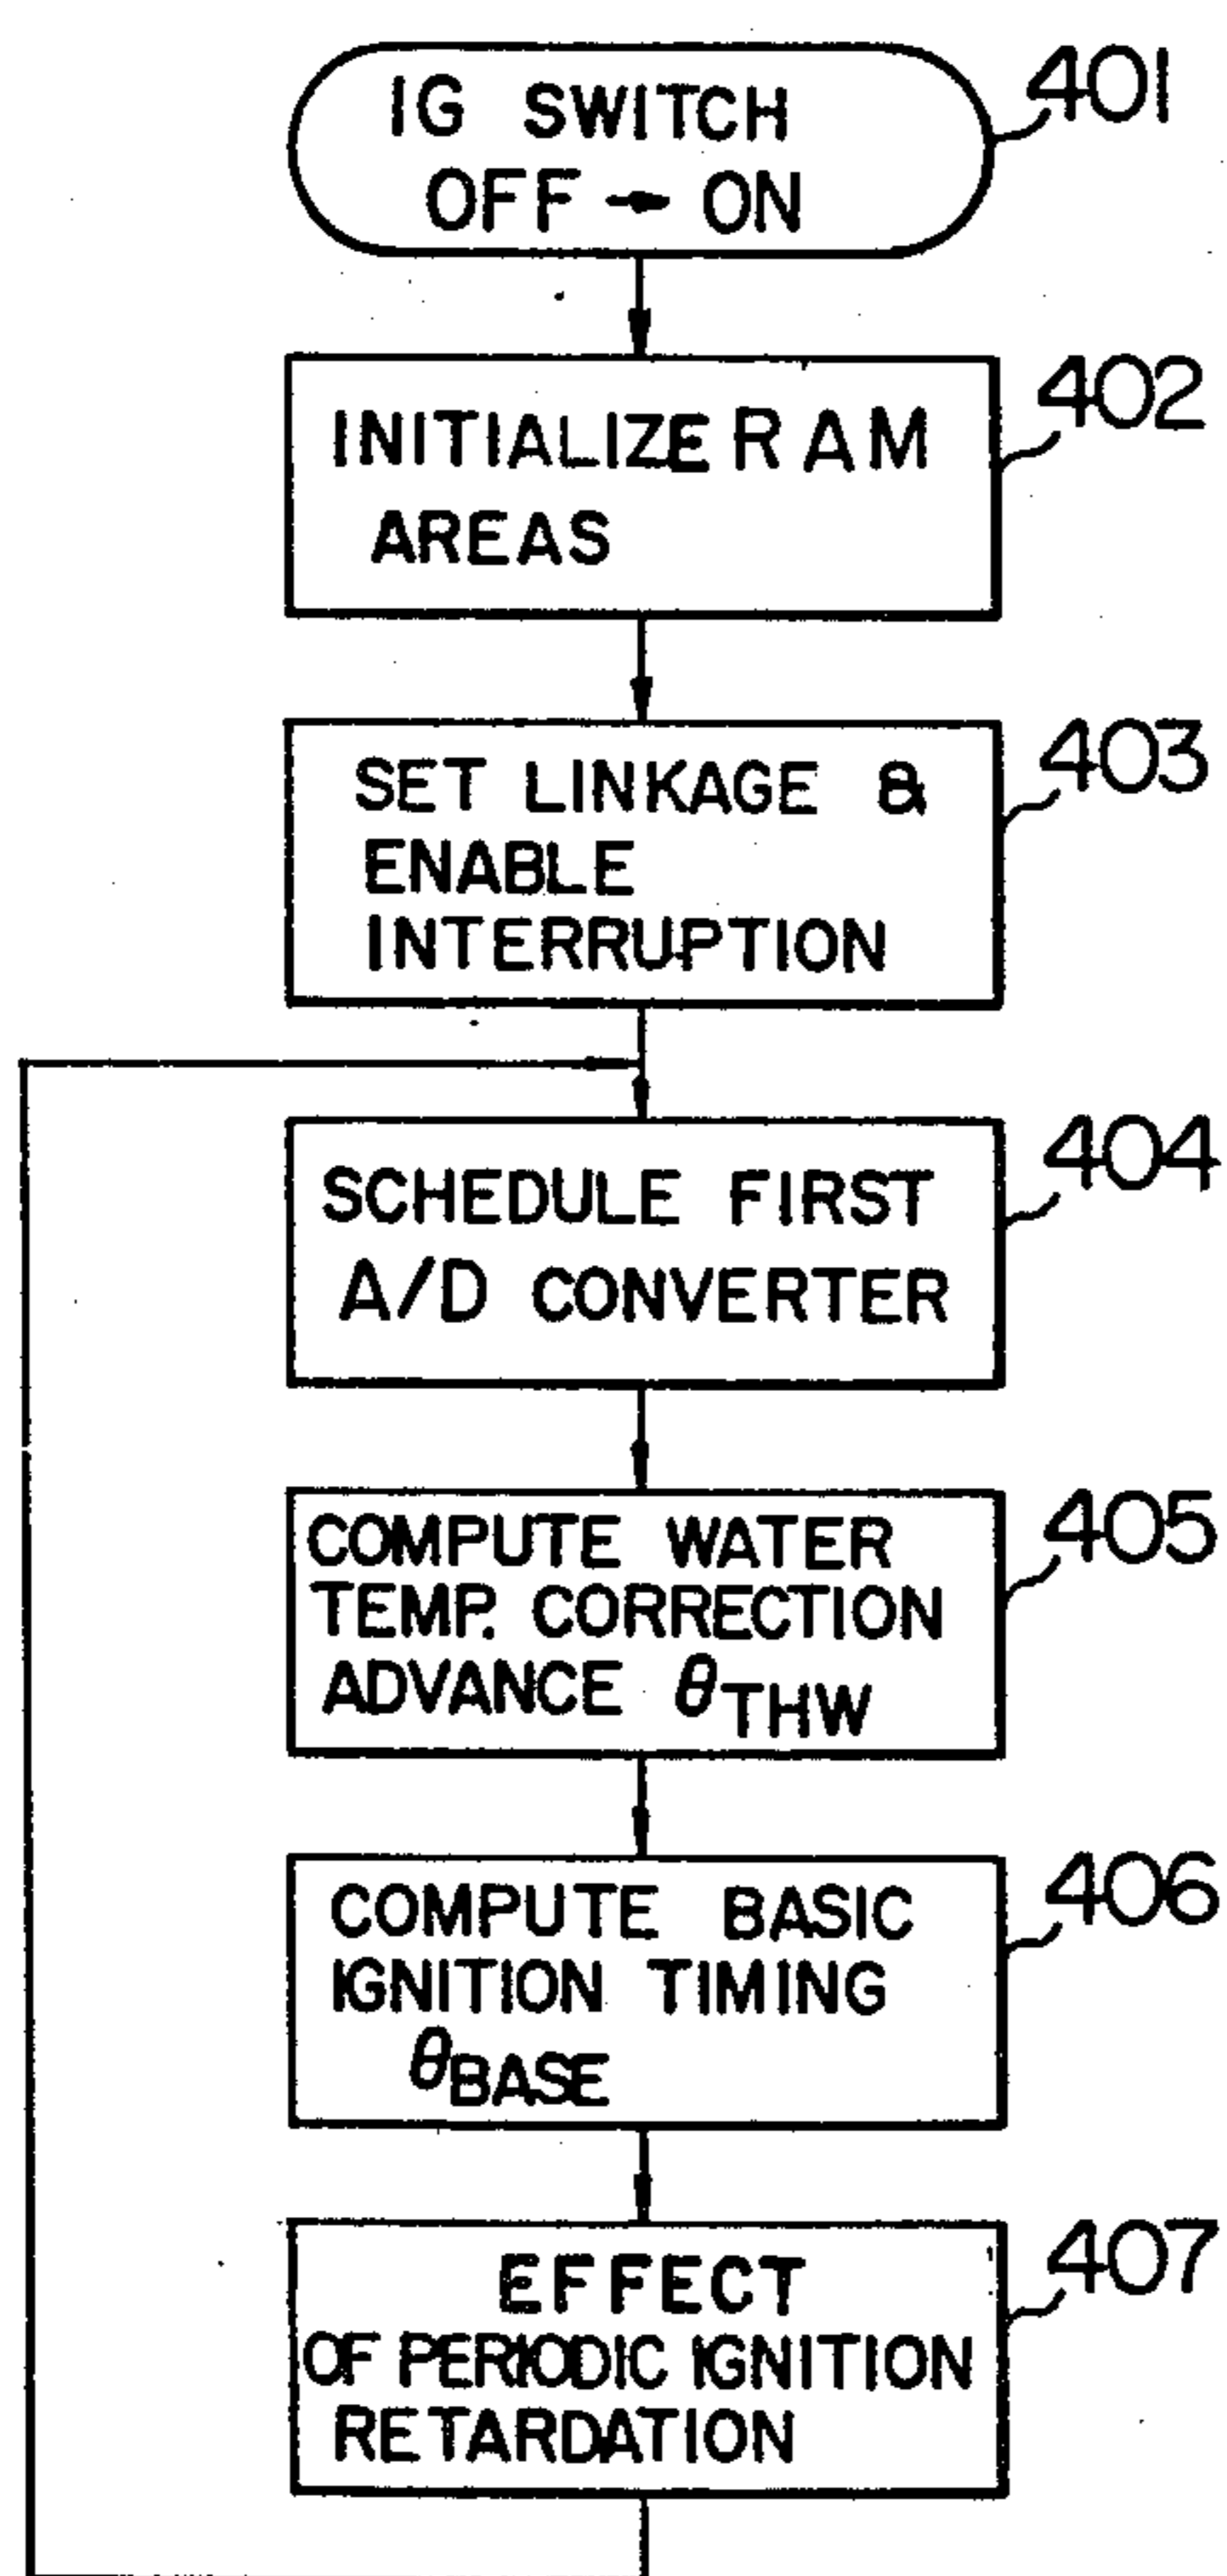 IG SWITCH
OFF → ON
401
INITIALIZE RAM
AREAS
402
SET LINKAGE &
ENABLE
INTERRUPTION
403
SCHEDULE FIRST
A/D CONVERTER
404
COMPUTE WATER
TEMP. CORRECTION
ADVANCE θTHW
405
COMPUTE BASIC
IGNITION TIMING
θBASE
406
EFFECT
OF PERIODIC IGNITION
RETARDATION
407